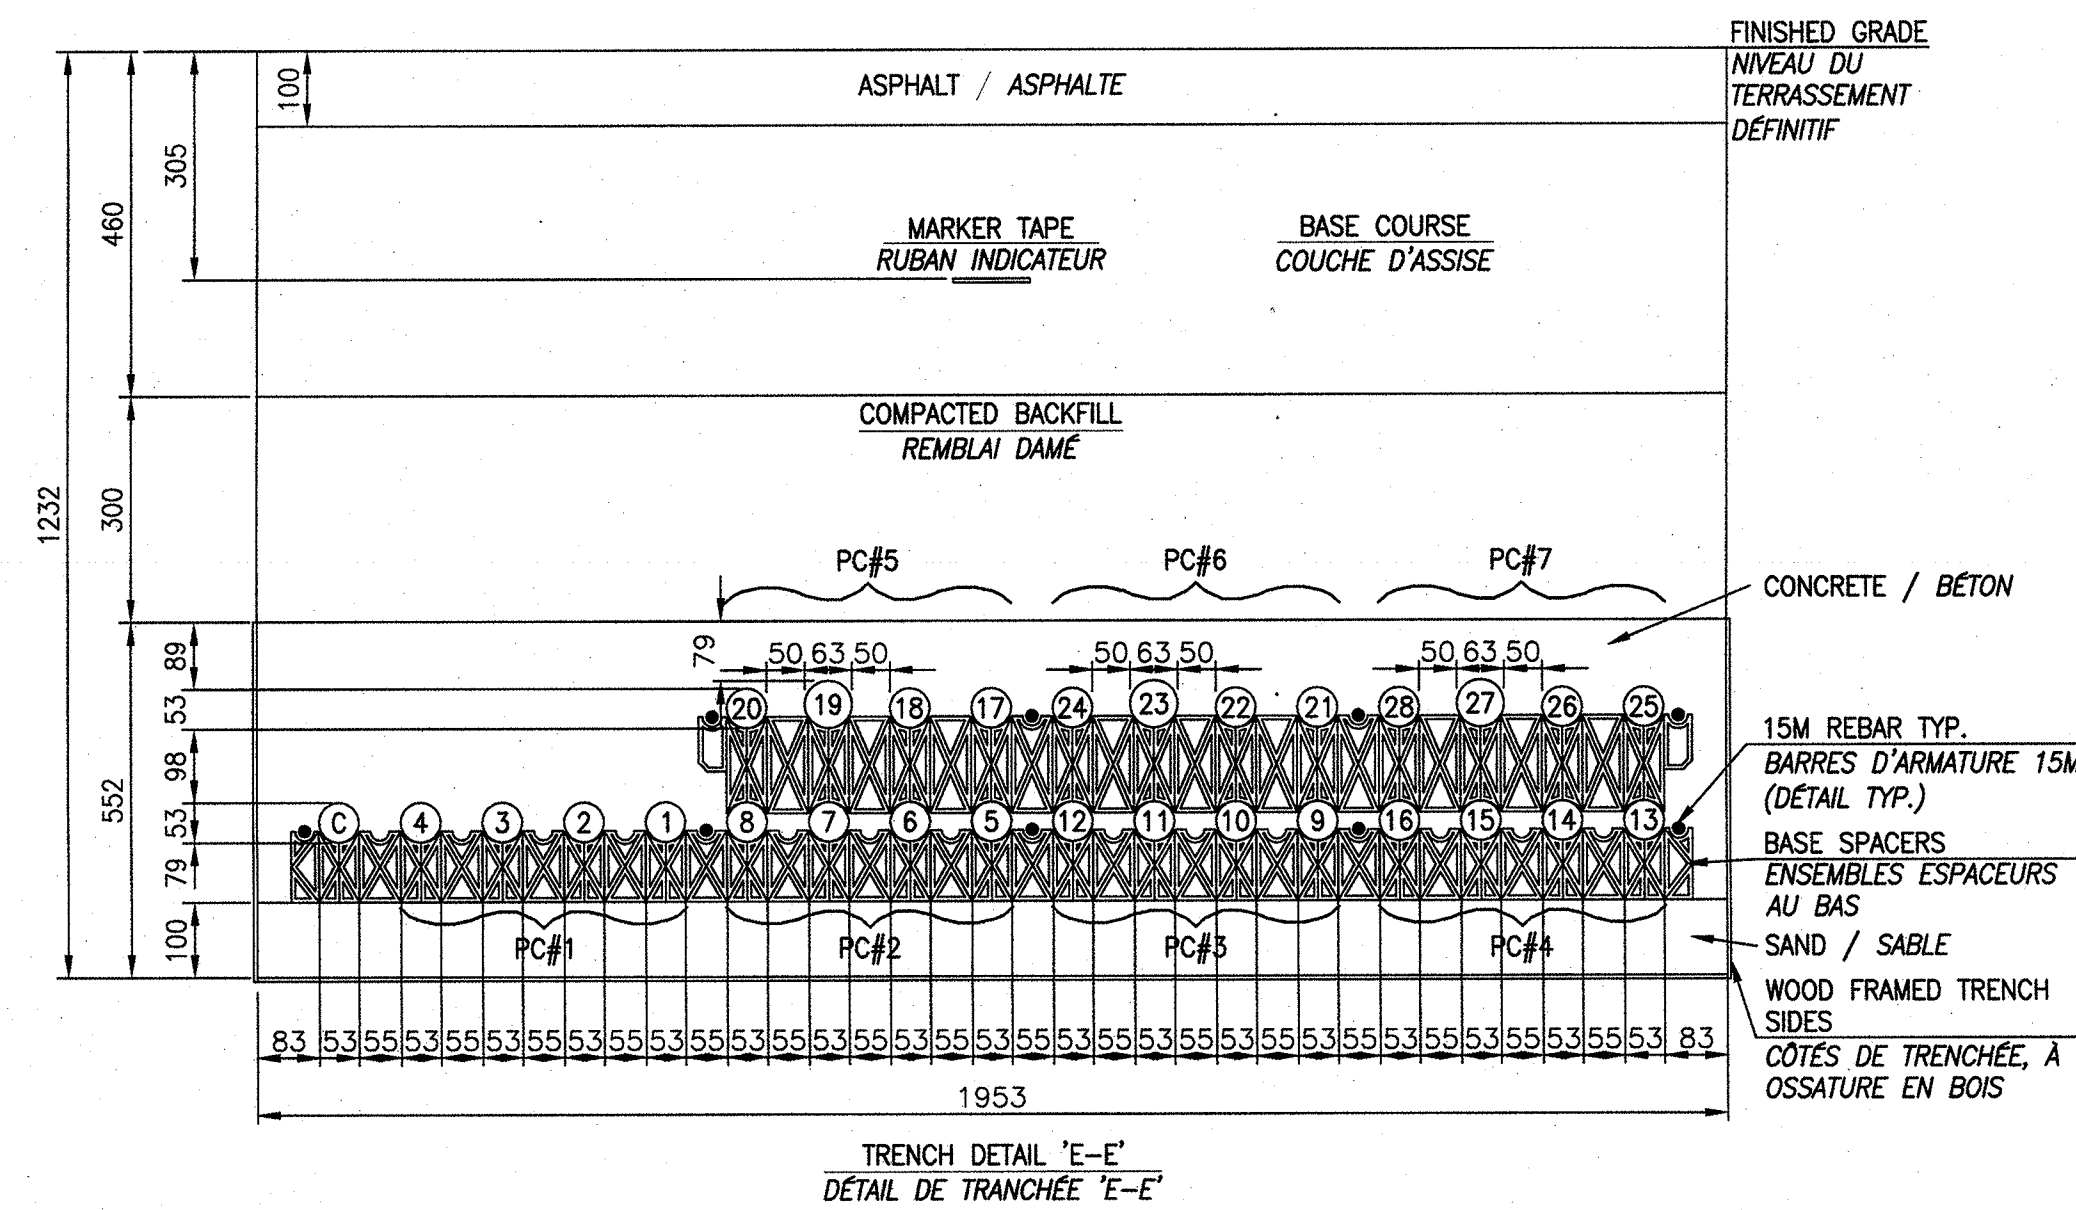 FINISHED GRADE
NIVEAU DU
TERRASSEMENT
DÉFINITIF
100
ASPHALT / ASPHALTE
305
460
MARKER TAPE
RUBAN INDICATEUR
BASE COURSE
COUCHE D'ASSISE
COMPACTED BACKFILL
REMBLAI DAMÉ
1232
300
PC#5 PC#6 PC#7
CONCRETE / BÉTON
89 79 50 63 50 50 63 50 50 63 50
53 20 19 18 17 24 23 22 21 28 27 26 25
15M REBAR TYP.
BARRES D'ARMATURE 15M
(DÉTAIL TYP.)
98
552
53 C 4 3 2 1 8 7 6 5 12 11 10 9 16 15 14 13
BASE SPACERS
ENSEMBLES ESPACEURS
AU BAS
79
100
PC#1 PC#2 PC#3 PC#4
SAND / SABLE
WOOD FRAMED TRENCH
SIDES
CÔTÉS DE TRENCHÉE, À
OSSATURE EN BOIS
83 53 55 53 55 53 55 53 55 53 55 53 55 53 55 53 55 53 55 53 55 53 55 53 55 53 55 53 55 53 55 53 55 53 83
1953
TRENCH DETAIL 'E-E'
DÉTAIL DE TRANCHÉE 'E-E'